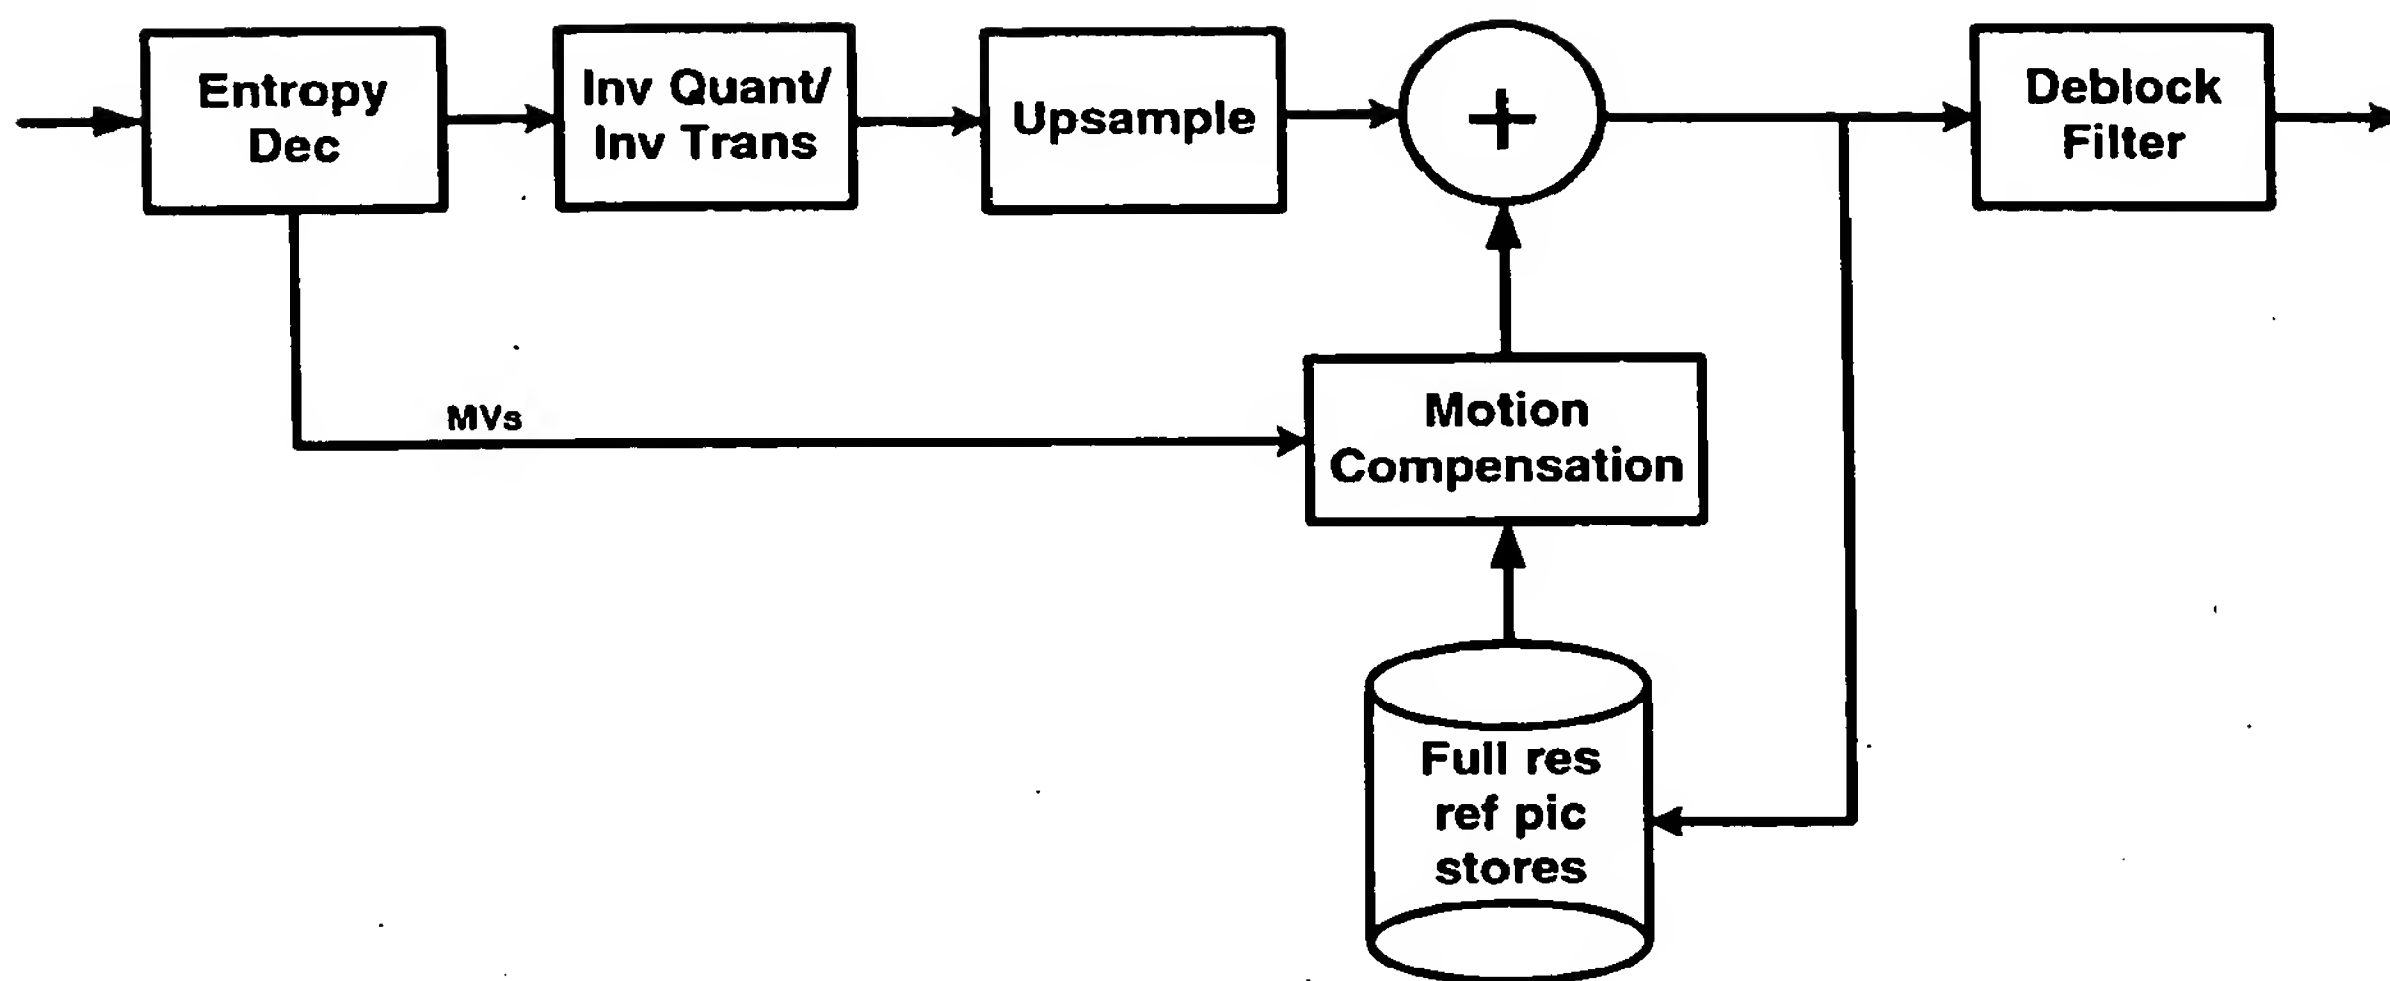 Entropy
Dec
Inv Quant/
Inv Trans
Upsample
+
Deblock
Filter
MVs
Motion
Compensation
Full res
ref pic
stores